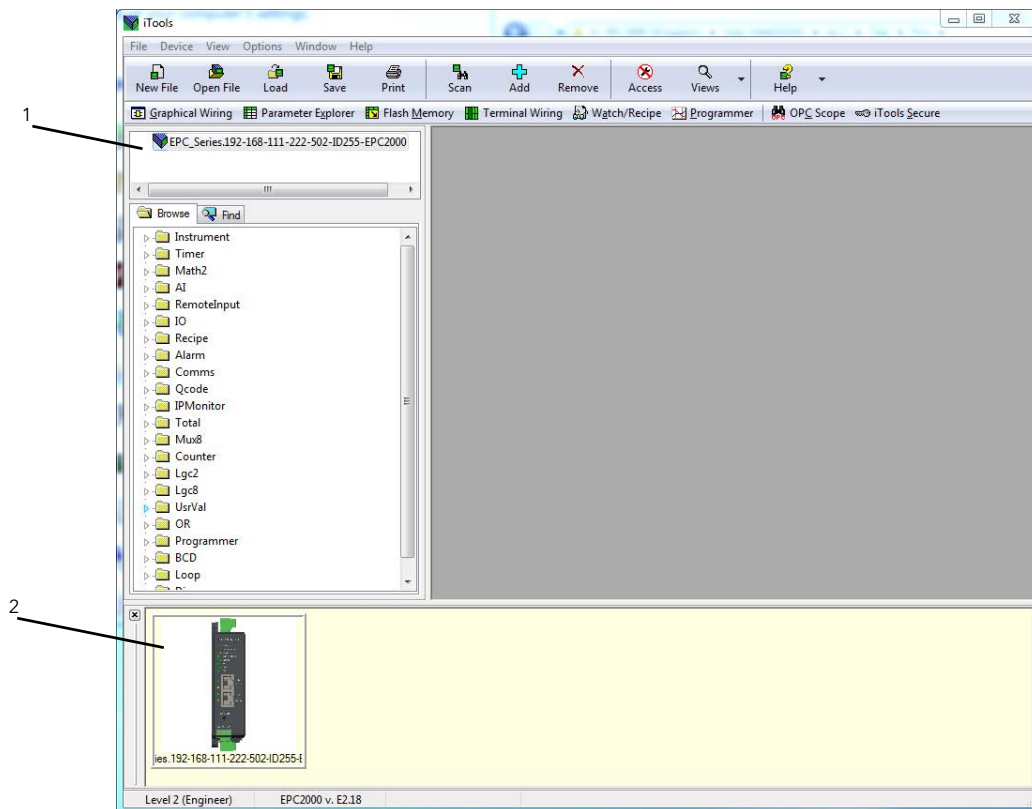 iTools
File Device View Options Window Help
New File Open File Load Save Print Scan Add Remove Access Views Help
Graphical Wiring Parameter Explorer Flash Memory Terminal Wiring Watch/Recipe Programmer OPC Scope iTools Secure
1
EPC_Series.192-168-111-222-502-ID255-EPC2000
Browse Find
Instrument
Timer
Math2
AI
RemoteInput
IO
Recipe
Alarm
Comms
Qcode
IPMonitor
Total
Mux8
Counter
Lgc2
Lgc8
UsrVal
OR
Programmer
BCD
Loop
2
ies.192-168-111-222-502-ID255-E
Level 2 (Engineer) EPC2000 v. E2.18